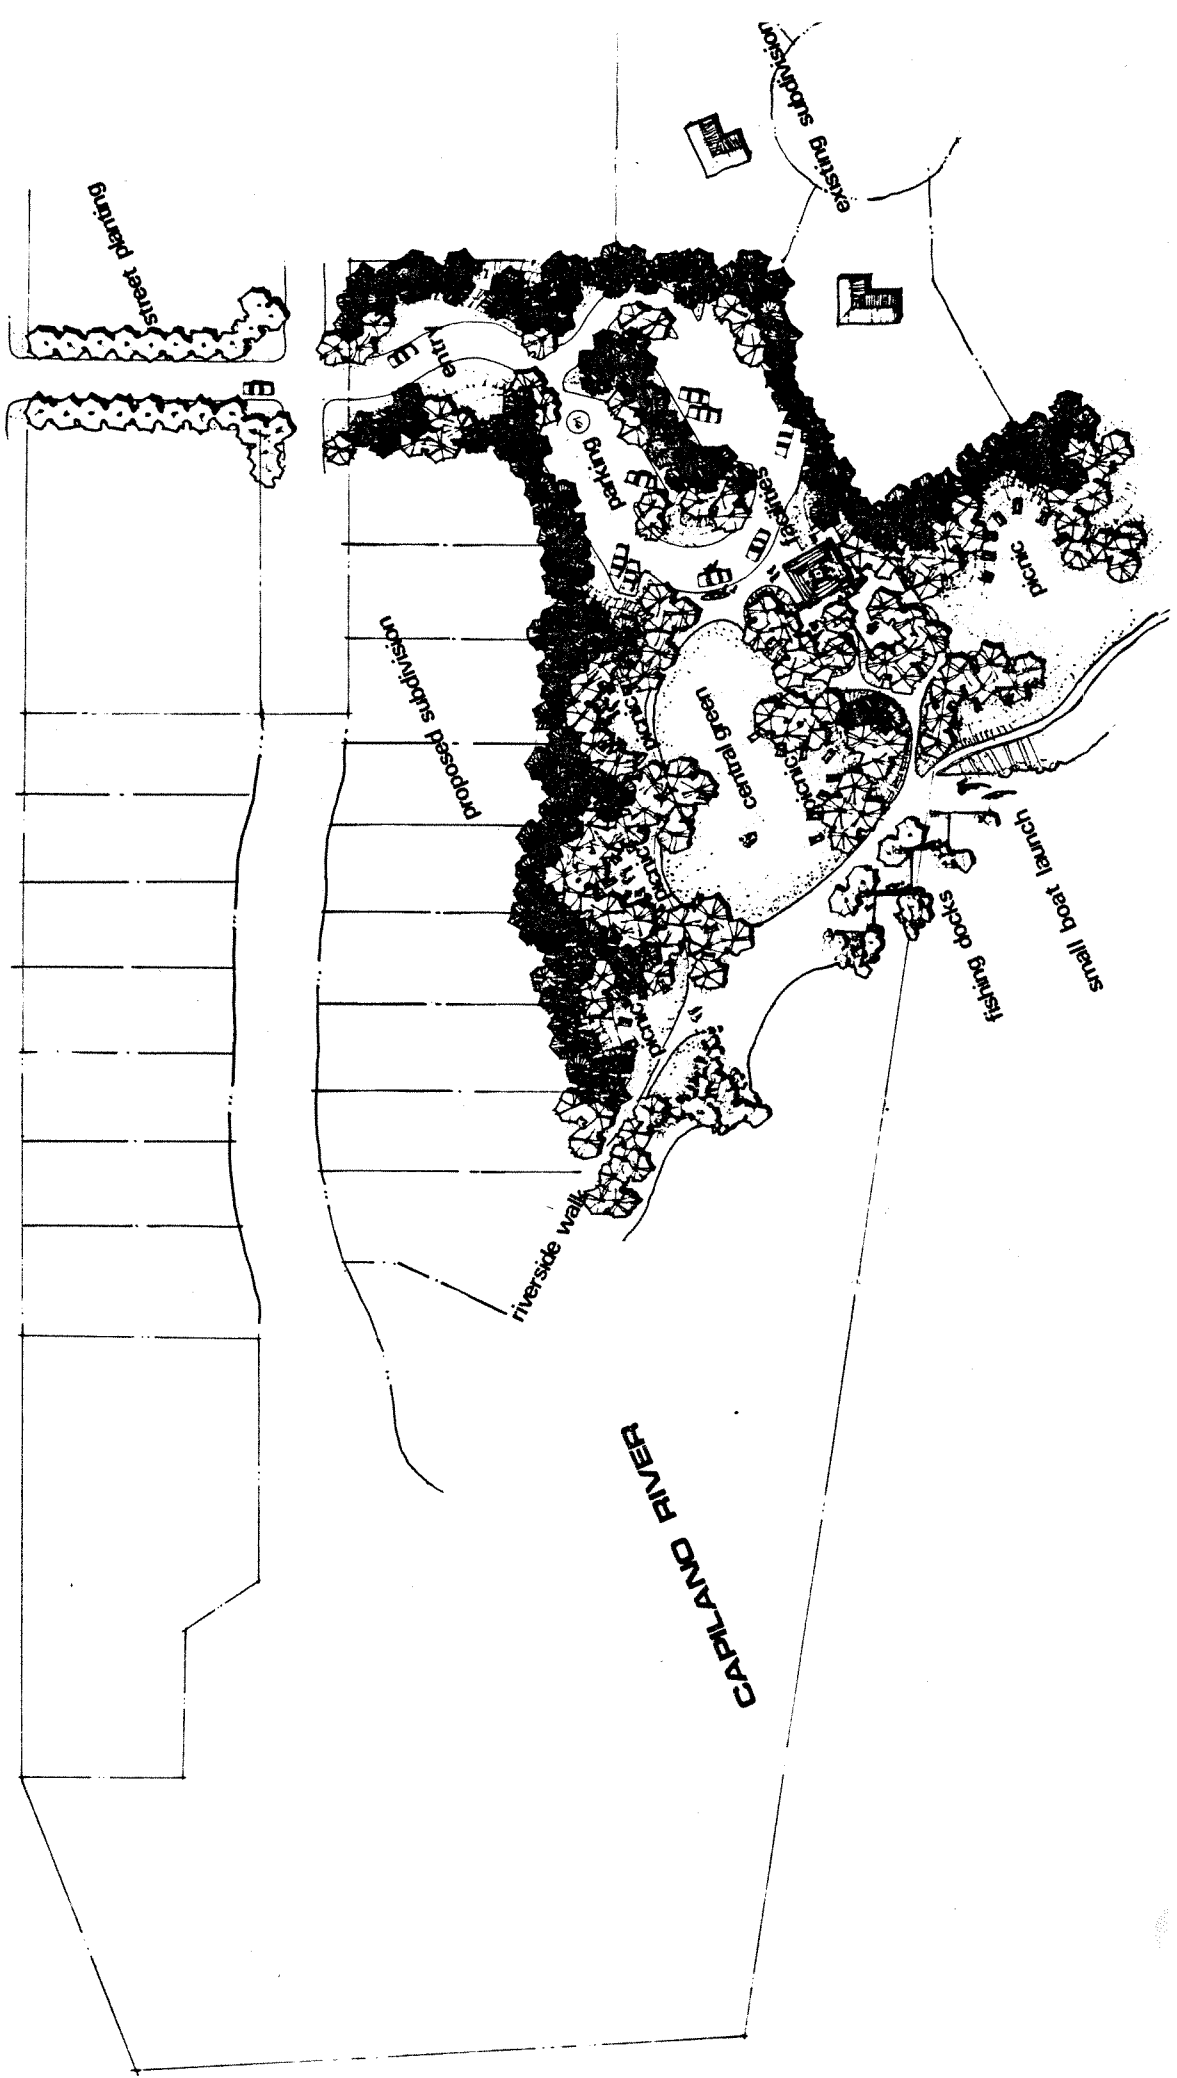 existing subdivision
street planting
entry
parking
facilities
picnic
proposed subdivision
picnic
central green
picnic
picnic
small boat launch
fishing docks
picnic
riverside walk
CAPILANO RIVER